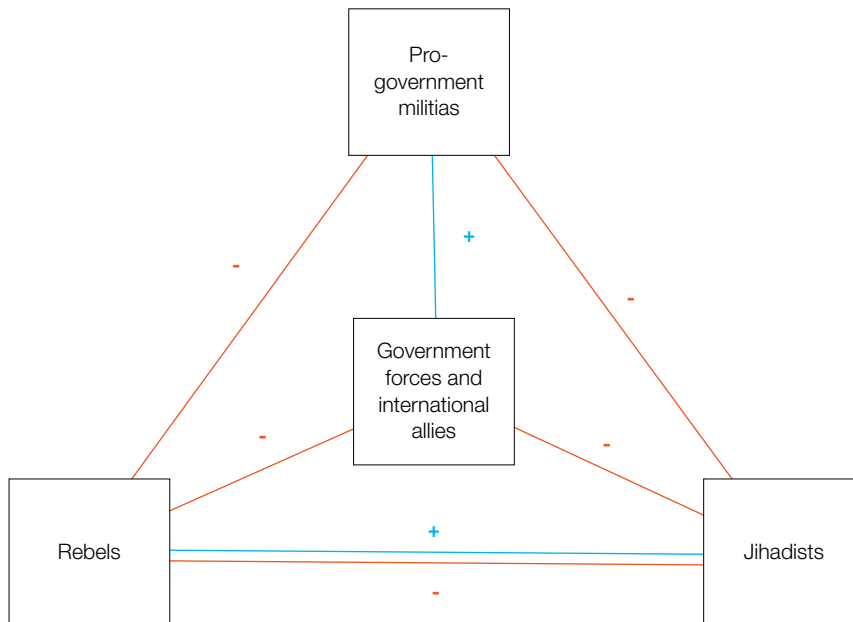 Pro-
government
militias
+
-
-
Government
forces and
international
allies
-
-
Rebels
+
-
Jihadists